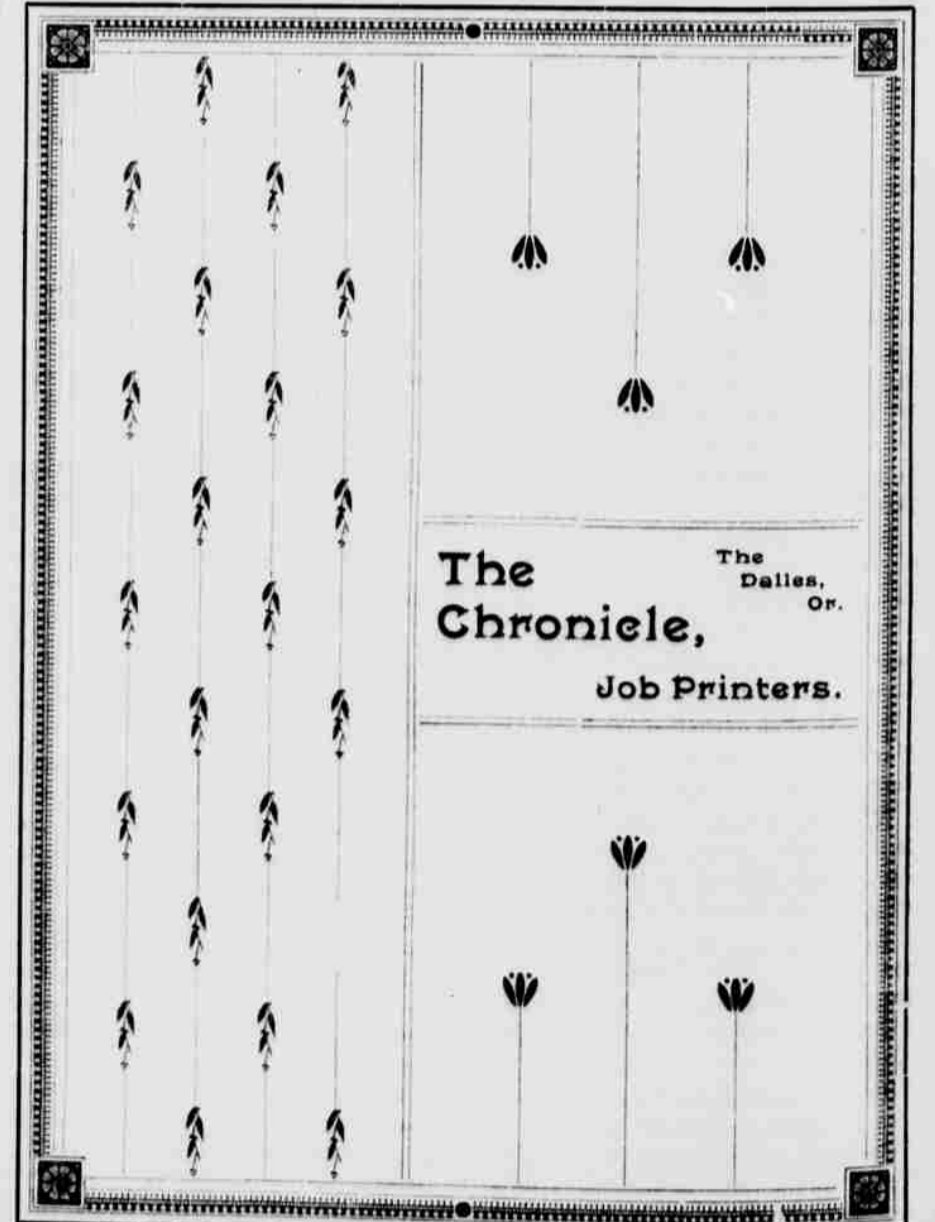 The
Chronicle,
The
Dalles,
Or.
Job Printers.